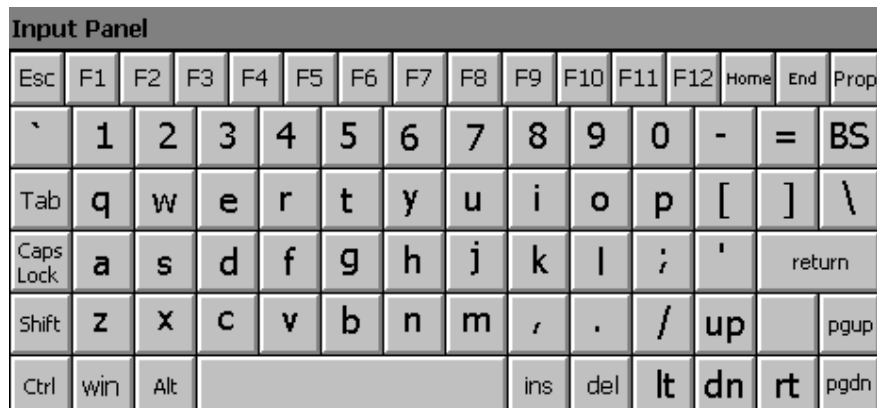 Input Panel
Esc F1 F2 F3 F4 F5 F6 F7 F8 F9 F10 F11 F12 Home End Prop
` 1 2 3 4 5 6 7 8 9 0 - = BS
Tab q w e r t y u i o p [ ] \
Caps Lock a s d f g h j k l ; ' return
Shift z x c v b n m , . / up pgup
Ctrl win Alt ins del lt dn rt pgdn